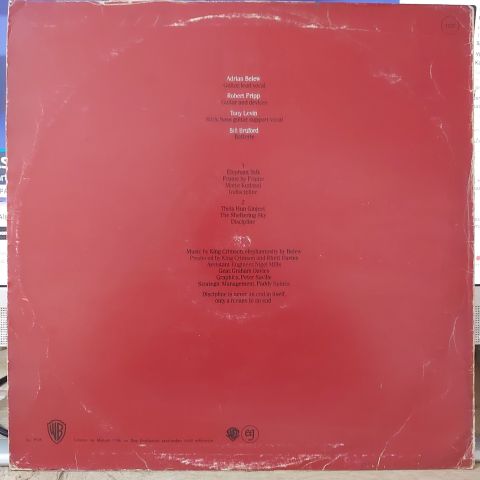 Adrian Belew
Guitar, lead vocal
Robert Fripp
Guitar and devices
Tony Levin
Stick, bass guitar, support vocal
Bill Bruford
Batterie
1
Elephant Talk
Frame by Frame
Matte Kudasai
Indiscipline
2
Thela Hun Ginjeet
The Sheltering Sky
Discipline
Music by King Crimson,
by Belew
Produced by King Crimson and Rhett Davies
Assistant Engineer, Nigel Mills
Gear, Graham Davies
Graphics, Peter Saville
Strategic Management, Paddy Spinks
Discipline is never an end in itself,
only a means to an end
WB
eg